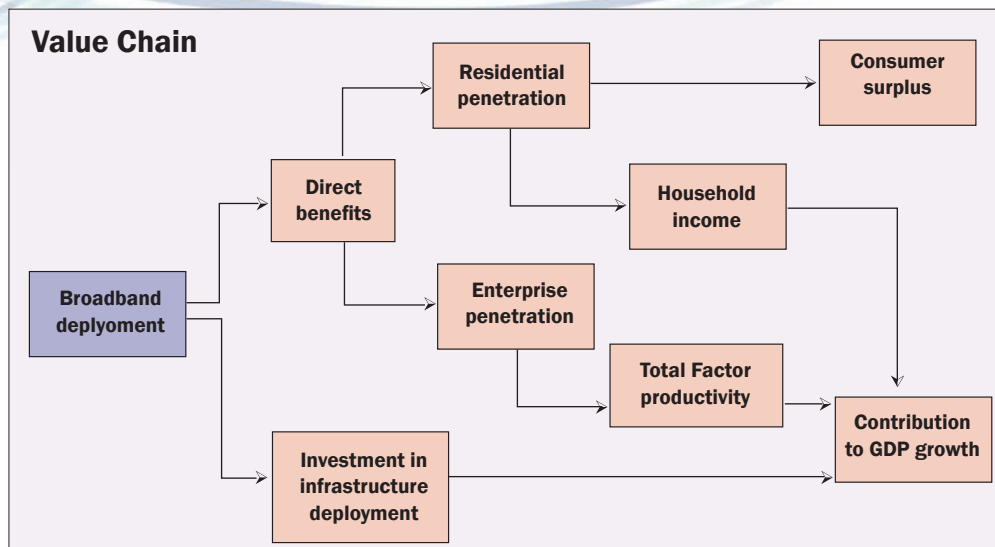 Value Chain
Residential
penetration
Consumer
surplus
Direct
benefits
Household
income
Broadband
deplyoment
Enterprise
penetration
Total Factor
productivity
Contribution
to GDP growth
Investment in
infrastructure
deployment